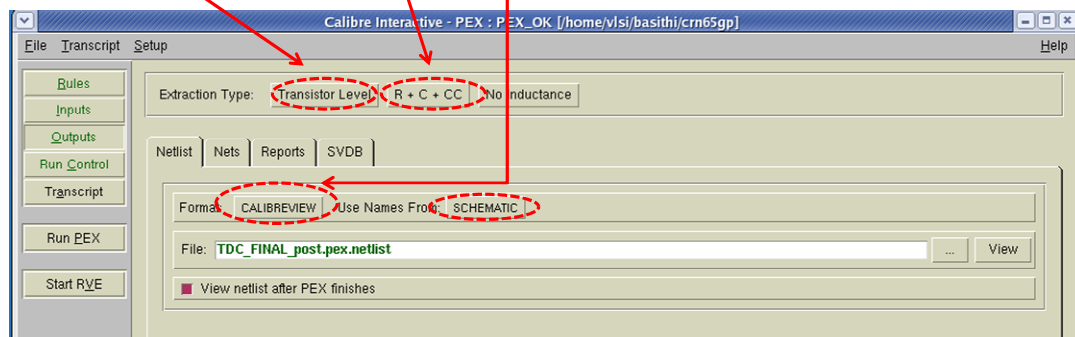 Calibre Interactive - PEX : PEX_OK [/home/vlsi/basithi/crn65gp]
File Transcript Setup Help
Rules
Inputs
Outputs
Run Control
Transcript
Run PEX
Start RVE
Extraction Type: Transistor Level R + C + CC No Inductance
Netlist Nets Reports SVDB
Format: CALIBREVIEW Use Names From: SCHEMATIC
File: TDC_FINAL_post.pex.netlist ... View
View netlist after PEX finishes